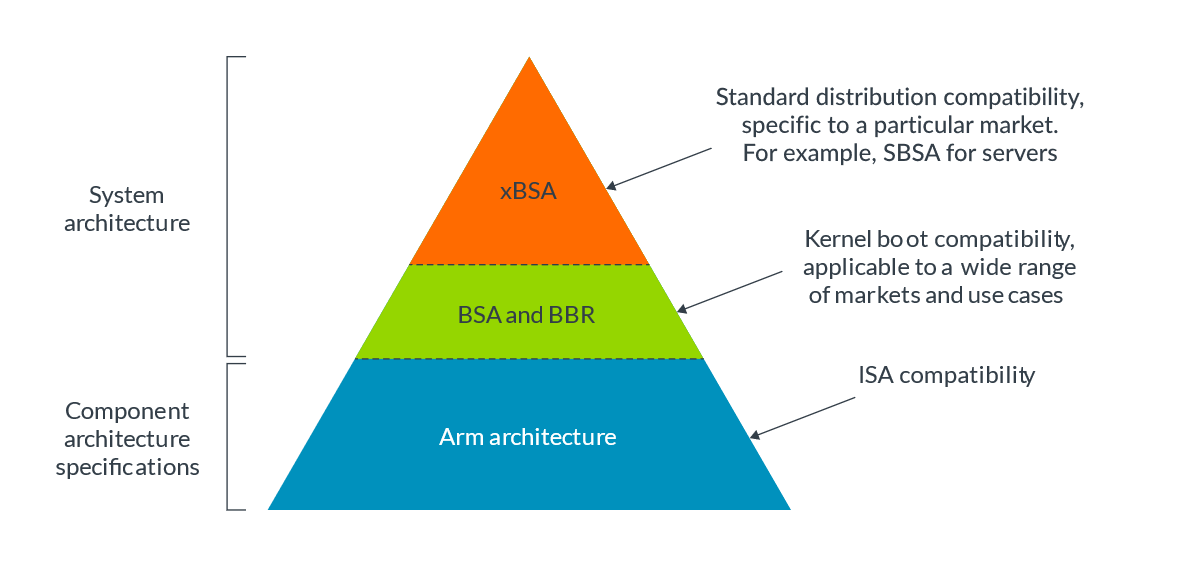 Standard distribution compatibility,
specific to a particular market.
For example, SBSA for servers
System
architecture
xBSA
Kernel boot compatibility,
applicable to a wide range
of markets and use cases
BSA and BBR
ISA compatibility
Component
architecture
specifications
Arm architecture